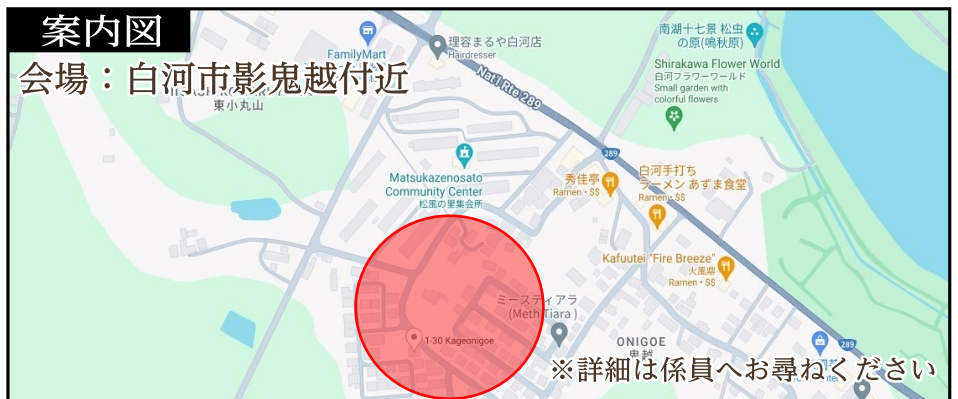 案内図
会場：白河市影鬼越付近
東小丸山
FamilyMart
理容まるや白河店
Hairdresser
Nat'l Rte 289
南湖十七景 松虫
の原(鳴秋原)
Shirakawa Flower World
白河フラワーワールド
Small garden with
colorful flowers
289
Matsukazenosato
Community Center
松風の里集会所
秀佳亭
Ramen・$$
白河手打ち
ラーメン あずま食堂
Ramen・$$
Kafuutei "Fire Breeze"
火風鼎
Ramen・$$
ミースティアラ
(Meth Tiara )
1-30 Kageonigoe
ONIGOE
鬼越
289
※詳細は係員へお尋ねください